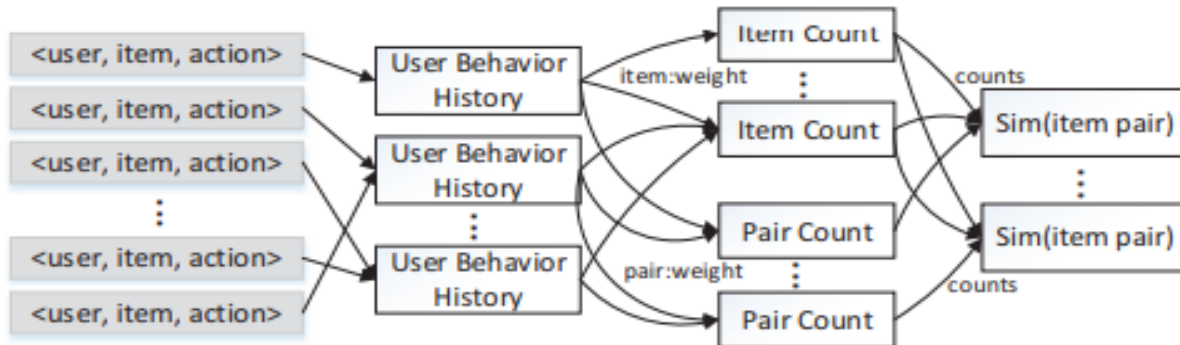 <user, item, action>
<user, item, action>
<user, item, action>
<user, item, action>
<user, item, action>
User Behavior
History
User Behavior
History
User Behavior
History
item:weight
pair:weight
Item Count
Item Count
Pair Count
Pair Count
counts
counts
Sim(item pair)
Sim(item pair)